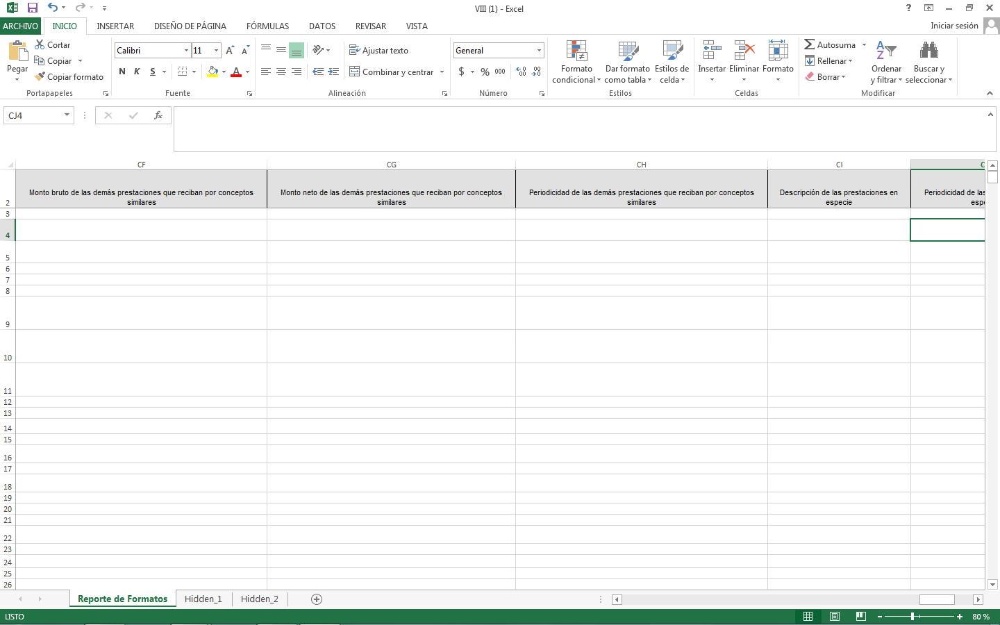 VIII (1) - Excel
ARCHIVO INICIO INSERTAR DISEÑO DE PÁGINA FÓRMULAS DATOS REVISAR VISTA Iniciar sesión
Pegar
Cortar
Copiar
Copiar formato
Portapapeles
Calibri 11
N K S
Fuente
Ajustar texto
Combinar y centrar
Alineación
General
$ % 000
Número
Formato condicional
Dar formato como tabla
Estilos de celda
Estilos
Insertar Eliminar Formato
Celdas
Autosuma
Rellenar
Borrar
Ordenar y filtrar
Buscar y seleccionar
Modificar
CJ4
fx
CF CG CH CI
2
Monto bruto de las demás prestaciones que reciban por conceptos
similares
Monto neto de las demás prestaciones que reciban por conceptos
similares
Periodicidad de las demás prestaciones que reciban por conceptos
similares
Descripción de las prestaciones en
especie
Periodicidad de las
espe
3
4
5
6
7
8
9
10
11
12
13
14
15
16
17
18
19
20
21
22
23
24
25
26
Reporte de Formatos Hidden_1 Hidden_2
LISTO 80 %